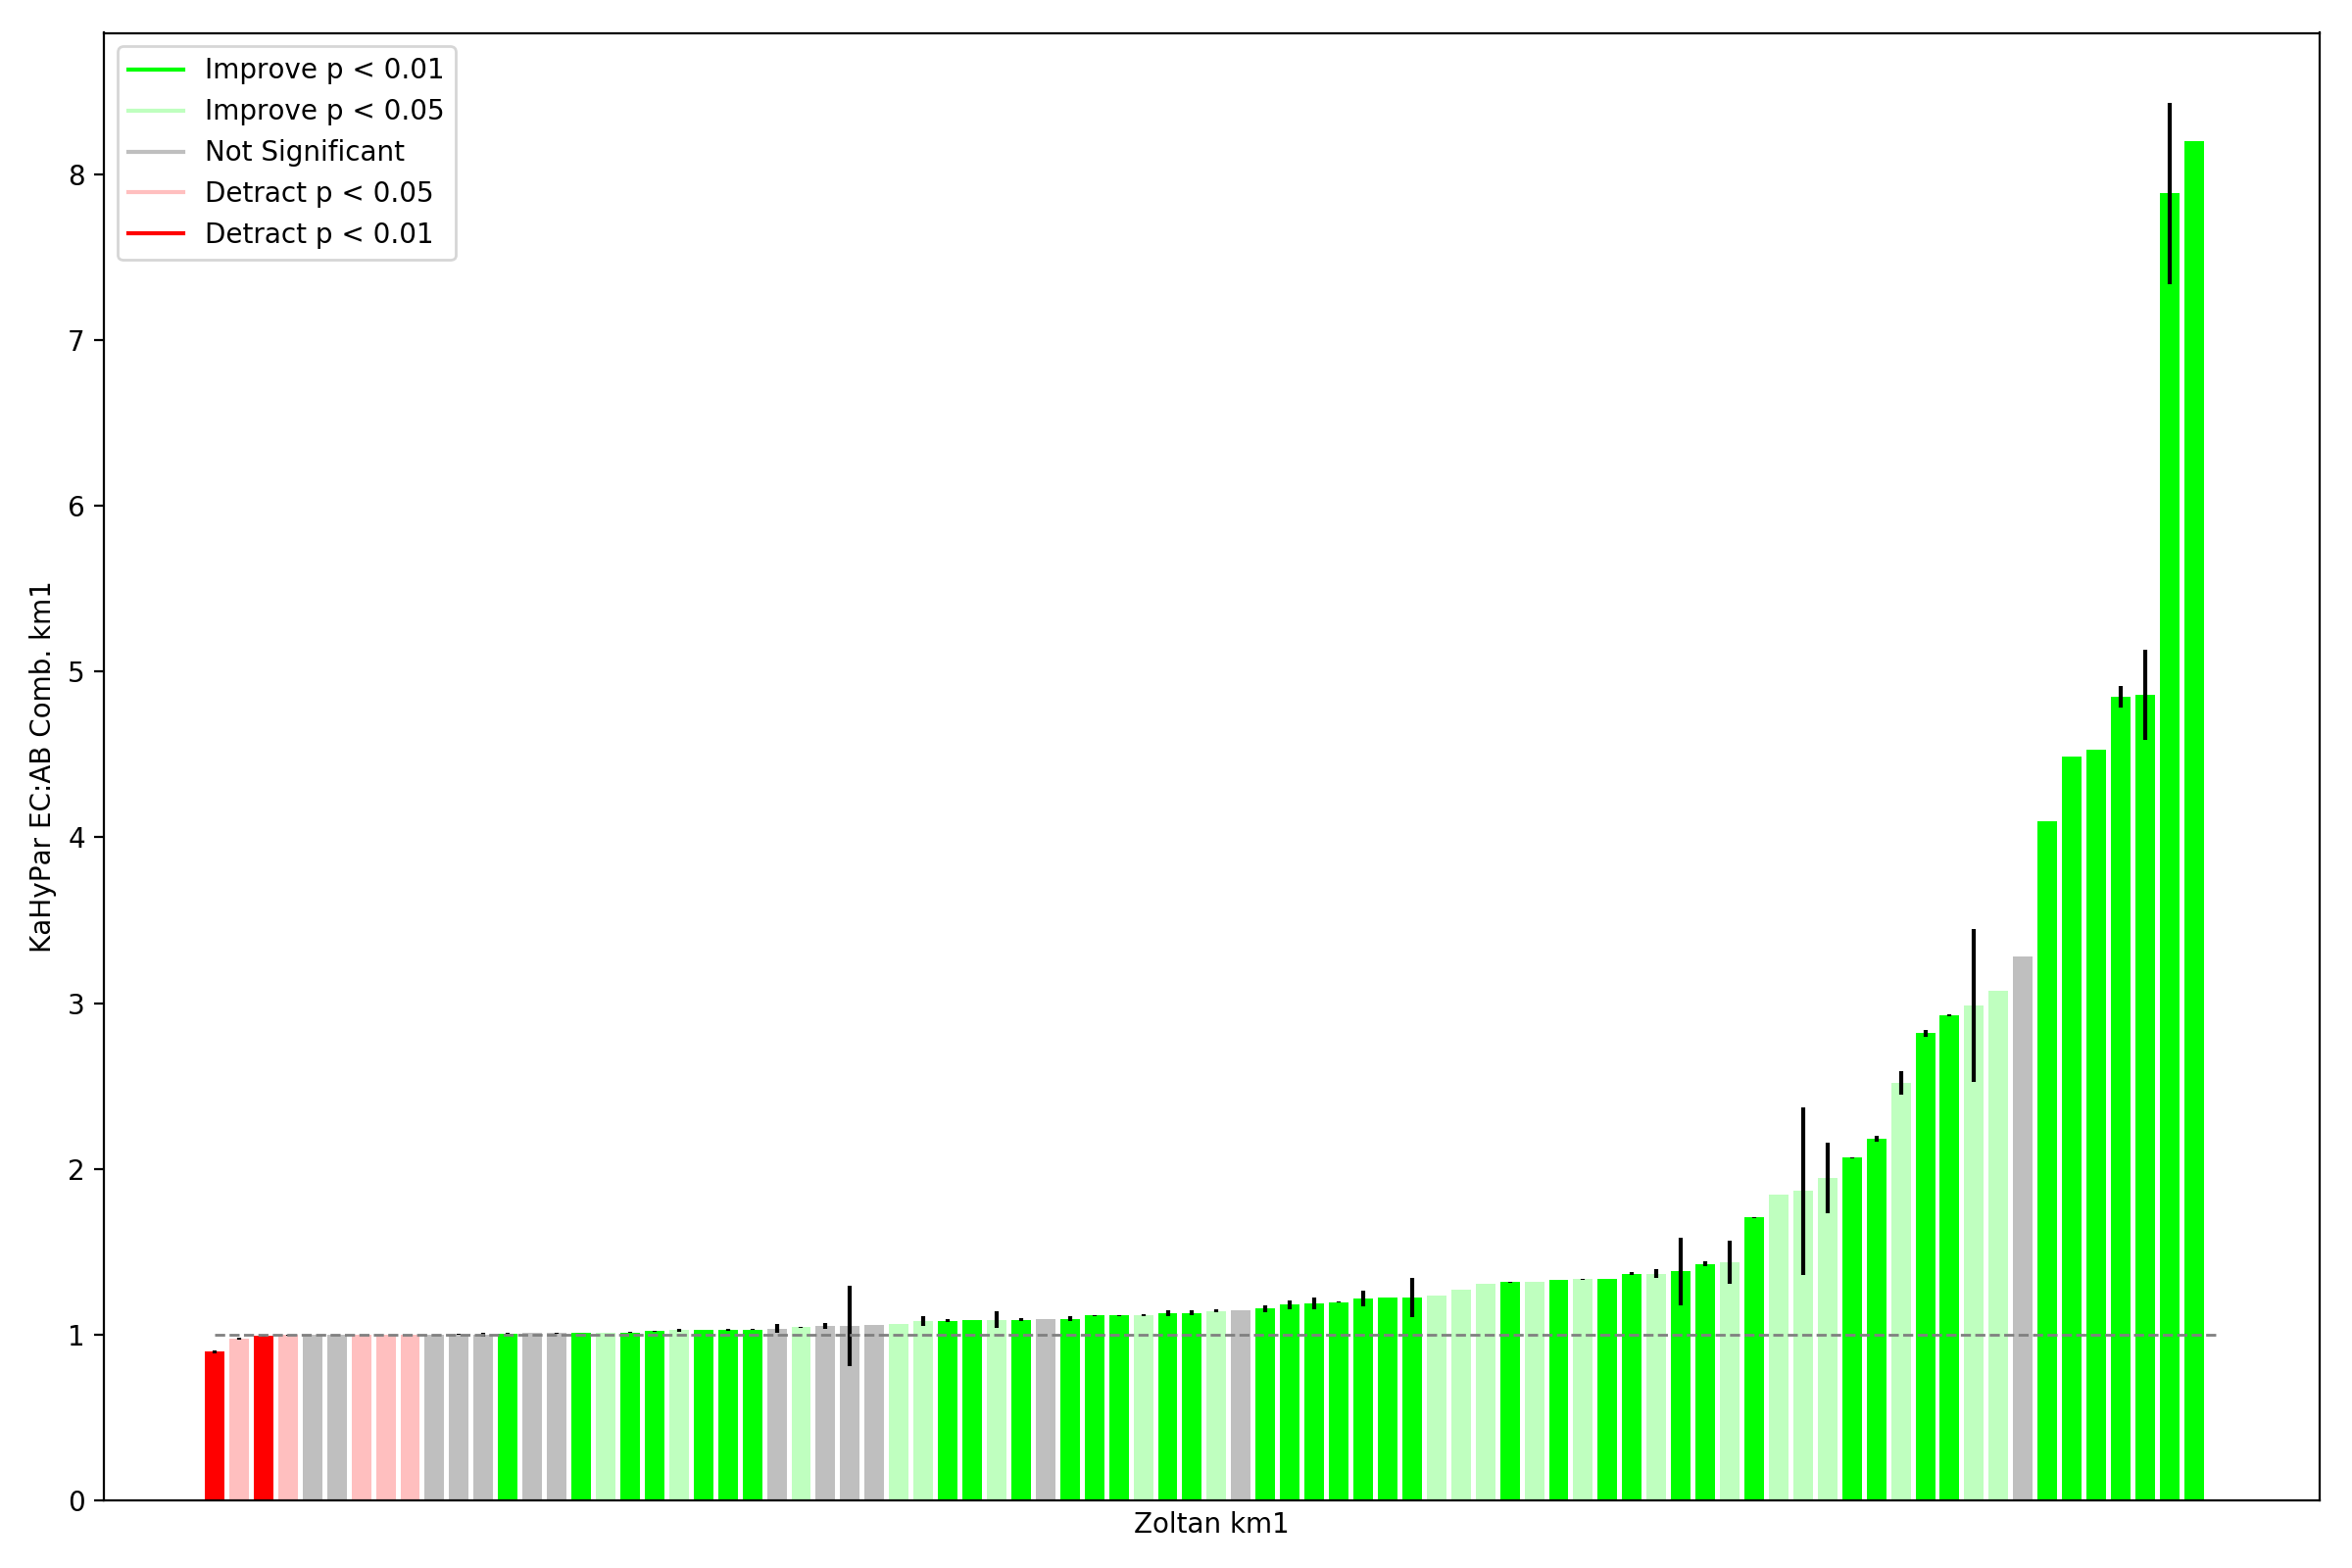 Improve p < 0.01
Improve p < 0.05
Not Significant
Detract p < 0.05
Detract p < 0.01
8
7
6
5
4
3
2
1
0
KaHyPar EC:AB Comb. km1
Zoltan km1